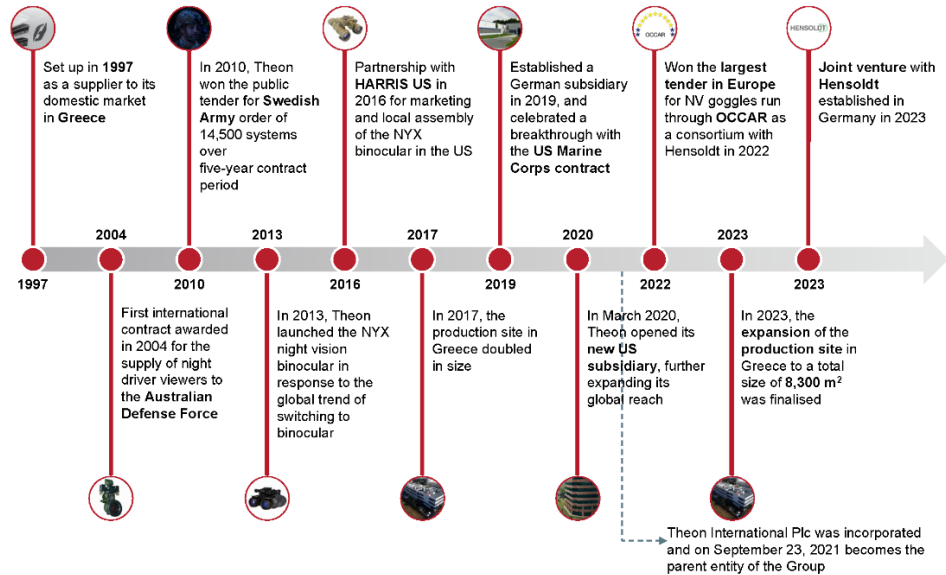 OCCAR
HENSOLDT
Set up in 1997
as a supplier to its
domestic market
in Greece
In 2010, Theon
won the public
tender for Swedish
Army order of
14,500 systems
over
five-year contract
period
Partnership with
HARRIS US in
2016 for marketing
and local assembly
of the NYX
binocular in the US
Established a
German subsidiary
in 2019, and
celebrated a
breakthrough with
the US Marine
Corps contract
Won the largest
tender in Europe
for NV goggles run
through OCCAR as
a consortium with
Hensoldt in 2022
Joint venture with
Hensoldt
established in
Germany in 2023
2004
2013
2017
2020
2023
1997
2010
2016
2019
2022
2023
First international
contract awarded
in 2004 for the
supply of night
driver viewers to
the Australian
Defense Force
In 2013, Theon
launched the NYX
night vision
binocular in
response to the
global trend of
switching to
binocular
In 2017, the
production site in
Greece doubled
in size
In March 2020,
Theon opened its
new US
subsidiary, further
expanding its
global reach
In 2023, the
expansion of the
production site in
Greece to a total
size of 8,300 m²
was finalised
Theon International Plc was incorporated
and on September 23, 2021 becomes the
parent entity of the Group